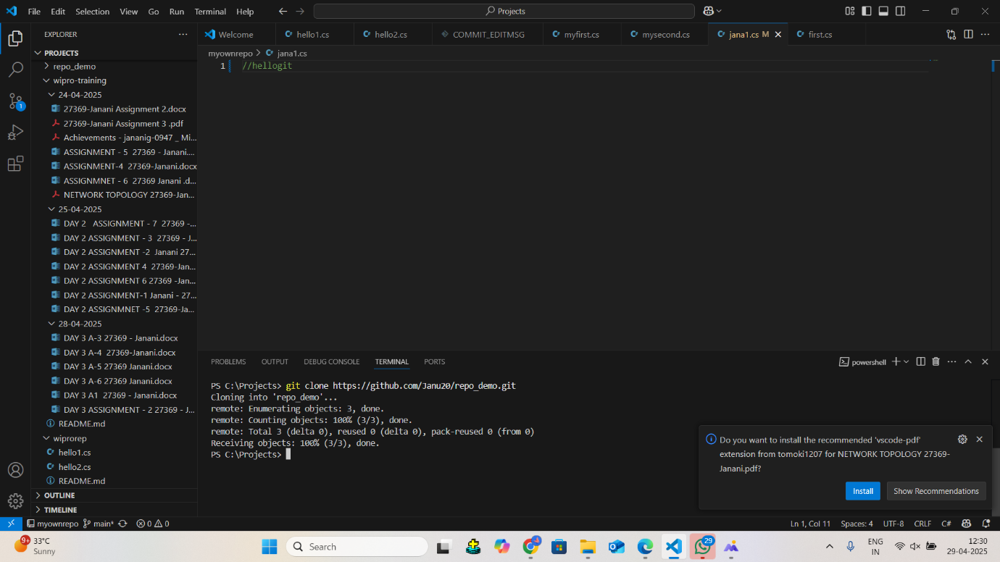 File Edit Selection View Go Run Terminal Help
Projects
EXPLORER
Welcome
hello1.cs
hello2.cs
COMMIT_EDITMSG
myfirst.cs
mysecond.cs
jana1.cs M
first.cs
PROJECTS
myownrepo > jana1.cs
1 //hellogit
repo_demo
wipro-training
24-04-2025
27369-Janani Assignment 2.docx
27369-Janani Assignment 3 .pdf
Achievements - jananig-0947 _ Mi...
ASSIGNMENT - 5 27369 - Janani....
ASSIGNMENT-4 27369-Janani.docx
ASSIGNMNET - 6 27369 Janani .d...
NETWORK TOPOLOGY 27369-Jan...
25-04-2025
DAY 2 ASSIGNMENT - 7 27369 -...
DAY 2 ASSIGNMENT - 3 27369 - J...
DAY 2 ASSIGNMENT -2 Janani 27...
DAY 2 ASSIGNMENT 4 27369-Jan...
DAY 2 ASSIGNMENT 6 27369 -Jan...
DAY 2 ASSIGNMENT-1 Janani - 27...
DAY 2 ASSIGNMNET -5 27369-Ja...
28-04-2025
DAY 3 A-3 27369 - Janani.docx
DAY 3 A-4 27369-Janani.docx
DAY 3 A-5 27369 Janani.docx
DAY 3 A-6 27369 Janani.docx
DAY 3 A1 27369 - Janani.docx
DAY 3 ASSIGNMENT - 2 27369 - J...
README.md
wiprorep
hello1.cs
hello2.cs
README.md
OUTLINE
TIMELINE
PROBLEMS OUTPUT DEBUG CONSOLE TERMINAL PORTS
powershell
PS C:\Projects> git clone https://github.com/Janu20/repo_demo.git
Cloning into 'repo_demo'...
remote: Enumerating objects: 3, done.
remote: Counting objects: 100% (3/3), done.
remote: Total 3 (delta 0), reused 0 (delta 0), pack-reused 0 (from 0)
Receiving objects: 100% (3/3), done.
PS C:\Projects>
Do you want to install the recommended 'vscode-pdf'
extension from tomoki1207 for NETWORK TOPOLOGY 27369-
Janani.pdf?
Install
Show Recommendations
1
myownrepo main* 0 0
Ln 1, Col 11 Spaces: 4 UTF-8 CRLF C#
9+
33°C
Sunny
Search
4
29
ENG
IN
12:30
29-04-2025